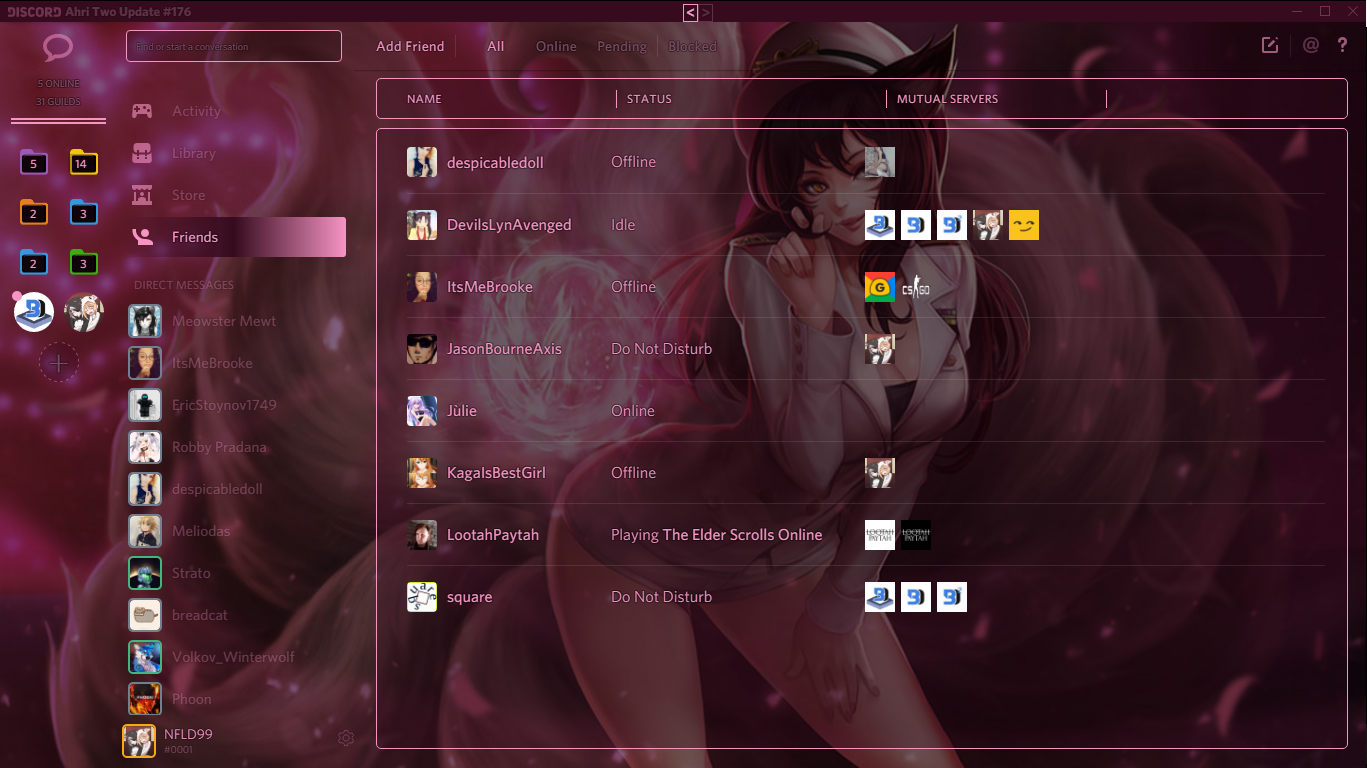 DISCORD Ahri Two Update #176
< >
5 ONLINE
31 GUILDS
5
14
2
3
2
3
Find or start a conversation
Activity
Library
Store
Friends
DIRECT MESSAGES
Meowster Mewt
ItsMeBrooke
EricStoynov1749
Robby Pradana
despicabledoll
Meliodas
Strato
breadcat
Volkov_Winterwolf
Phoon
NFLD99
#0001
Add Friend All Online Pending Blocked @ ?
NAME STATUS MUTUAL SERVERS
despicabledoll Offline
DevilsLynAvenged Idle
ItsMeBrooke Offline G CS GO
JasonBourneAxis Do Not Disturb
Jùlie Online
KagaIsBestGirl Offline
LootahPaytah Playing The Elder Scrolls Online LOOTAH PAYTAH LOOTAH PAYTAH
square Do Not Disturb